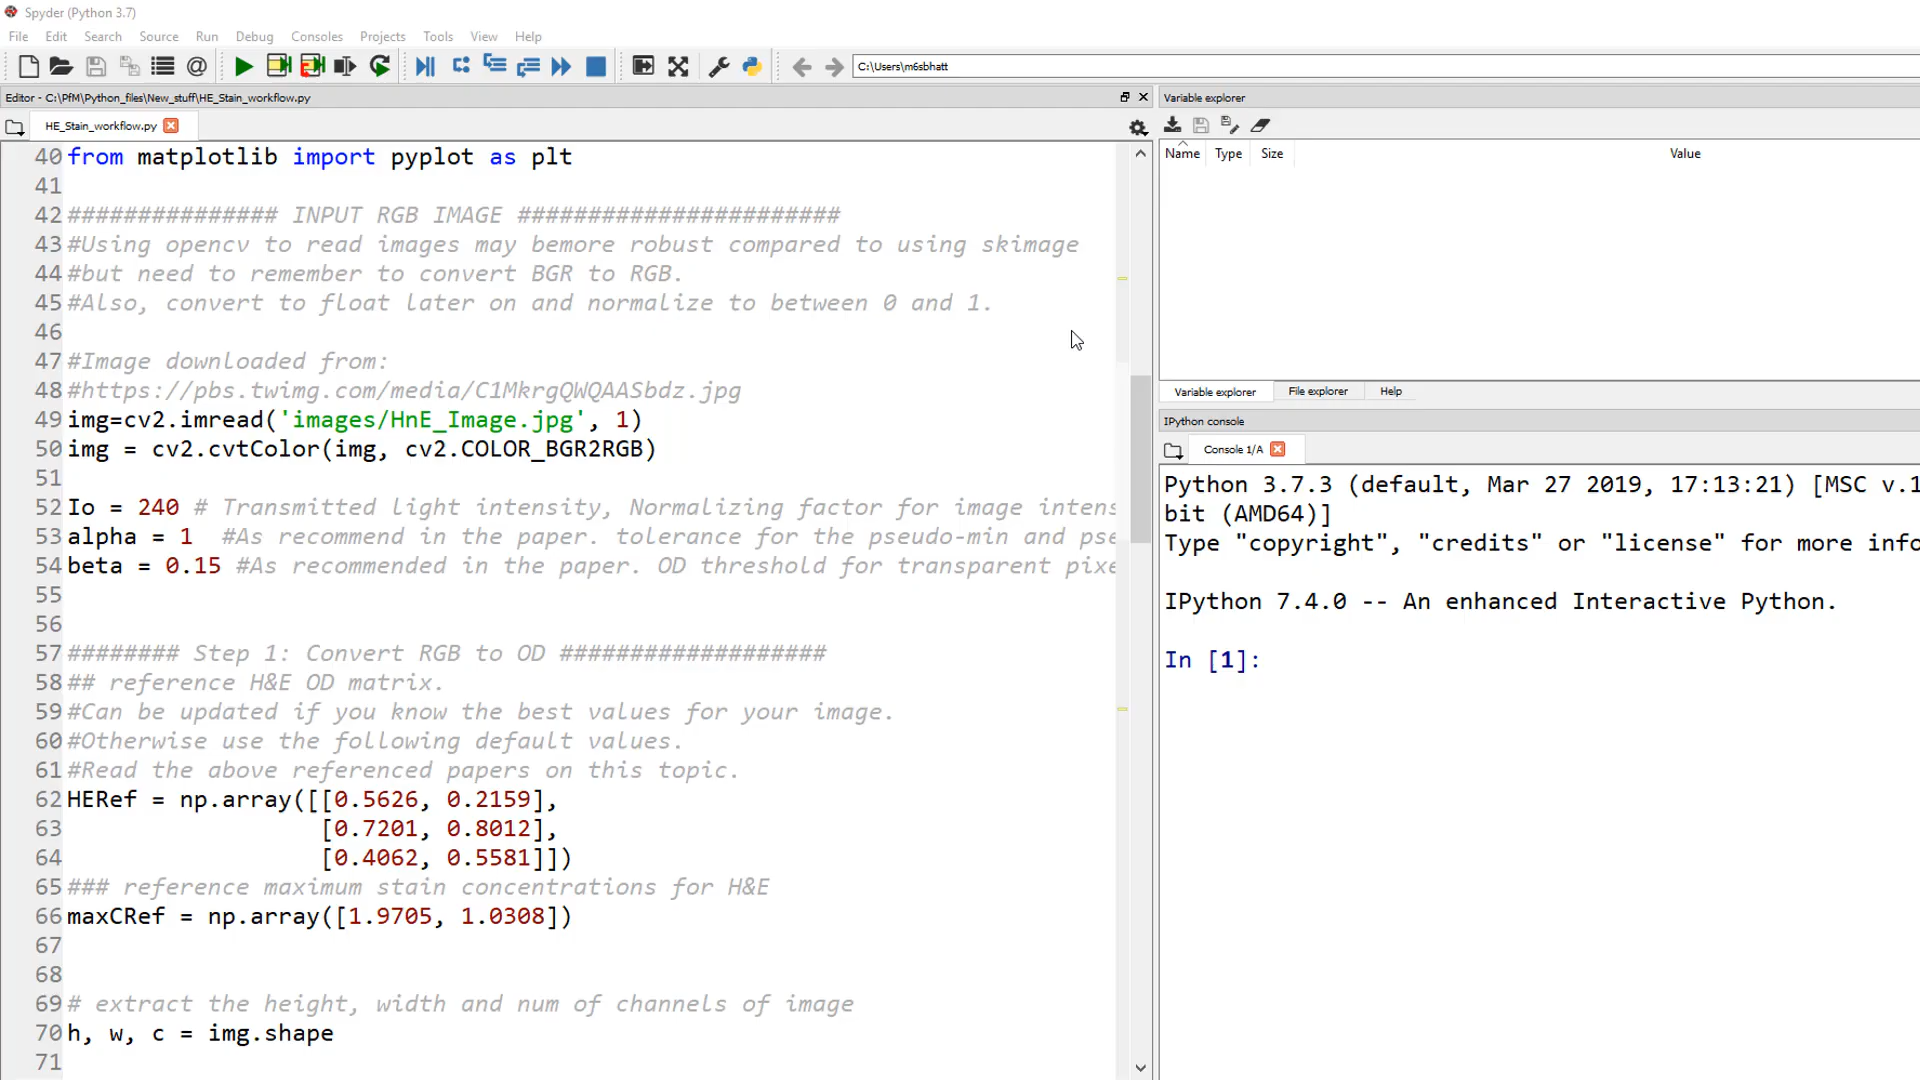 Spyder (Python 3.7)
File Edit Search Source Run Debug Consoles Projects Tools View Help
C:\Users\m6sbhatt
Editor - C:\PfM\Python_files\New_stuff\HE_Stain_workflow.py
HE_Stain_workflow.py
40 from matplotlib import pyplot as plt
41
42 ############### INPUT RGB IMAGE #######################
43 #Using opencv to read images may bemore robust compared to using skimage
44 #but need to remember to convert BGR to RGB.
45 #Also, convert to float later on and normalize to between 0 and 1.
46
47 #Image downloaded from:
48 #https://pbs.twimg.com/media/C1MkrgQWQAASbdz.jpg
49 img=cv2.imread('images/HnE_Image.jpg', 1)
50 img = cv2.cvtColor(img, cv2.COLOR_BGR2RGB)
51
52 Io = 240 # Transmitted light intensity, Normalizing factor for image intens
53 alpha = 1  #As recommend in the paper. tolerance for the pseudo-min and pse
54 beta = 0.15 #As recommended in the paper. OD threshold for transparent pixe
55
56
57 ######## Step 1: Convert RGB to OD ###################
58 ## reference H&E OD matrix.
59 #Can be updated if you know the best values for your image.
60 #Otherwise use the following default values.
61 #Read the above referenced papers on this topic.
62 HERef = np.array([[0.5626, 0.2159],
63                   [0.7201, 0.8012],
64                   [0.4062, 0.5581]])
65 ### reference maximum stain concentrations for H&E
66 maxCRef = np.array([1.9705, 1.0308])
67
68
69 # extract the height, width and num of channels of image
70 h, w, c = img.shape
71
Variable explorer
Name Type Size Value
Variable explorer File explorer Help
IPython console
Console 1/A
Python 3.7.3 (default, Mar 27 2019, 17:13:21) [MSC v.1
bit (AMD64)]
Type "copyright", "credits" or "license" for more info
IPython 7.4.0 -- An enhanced Interactive Python.
In [1]: